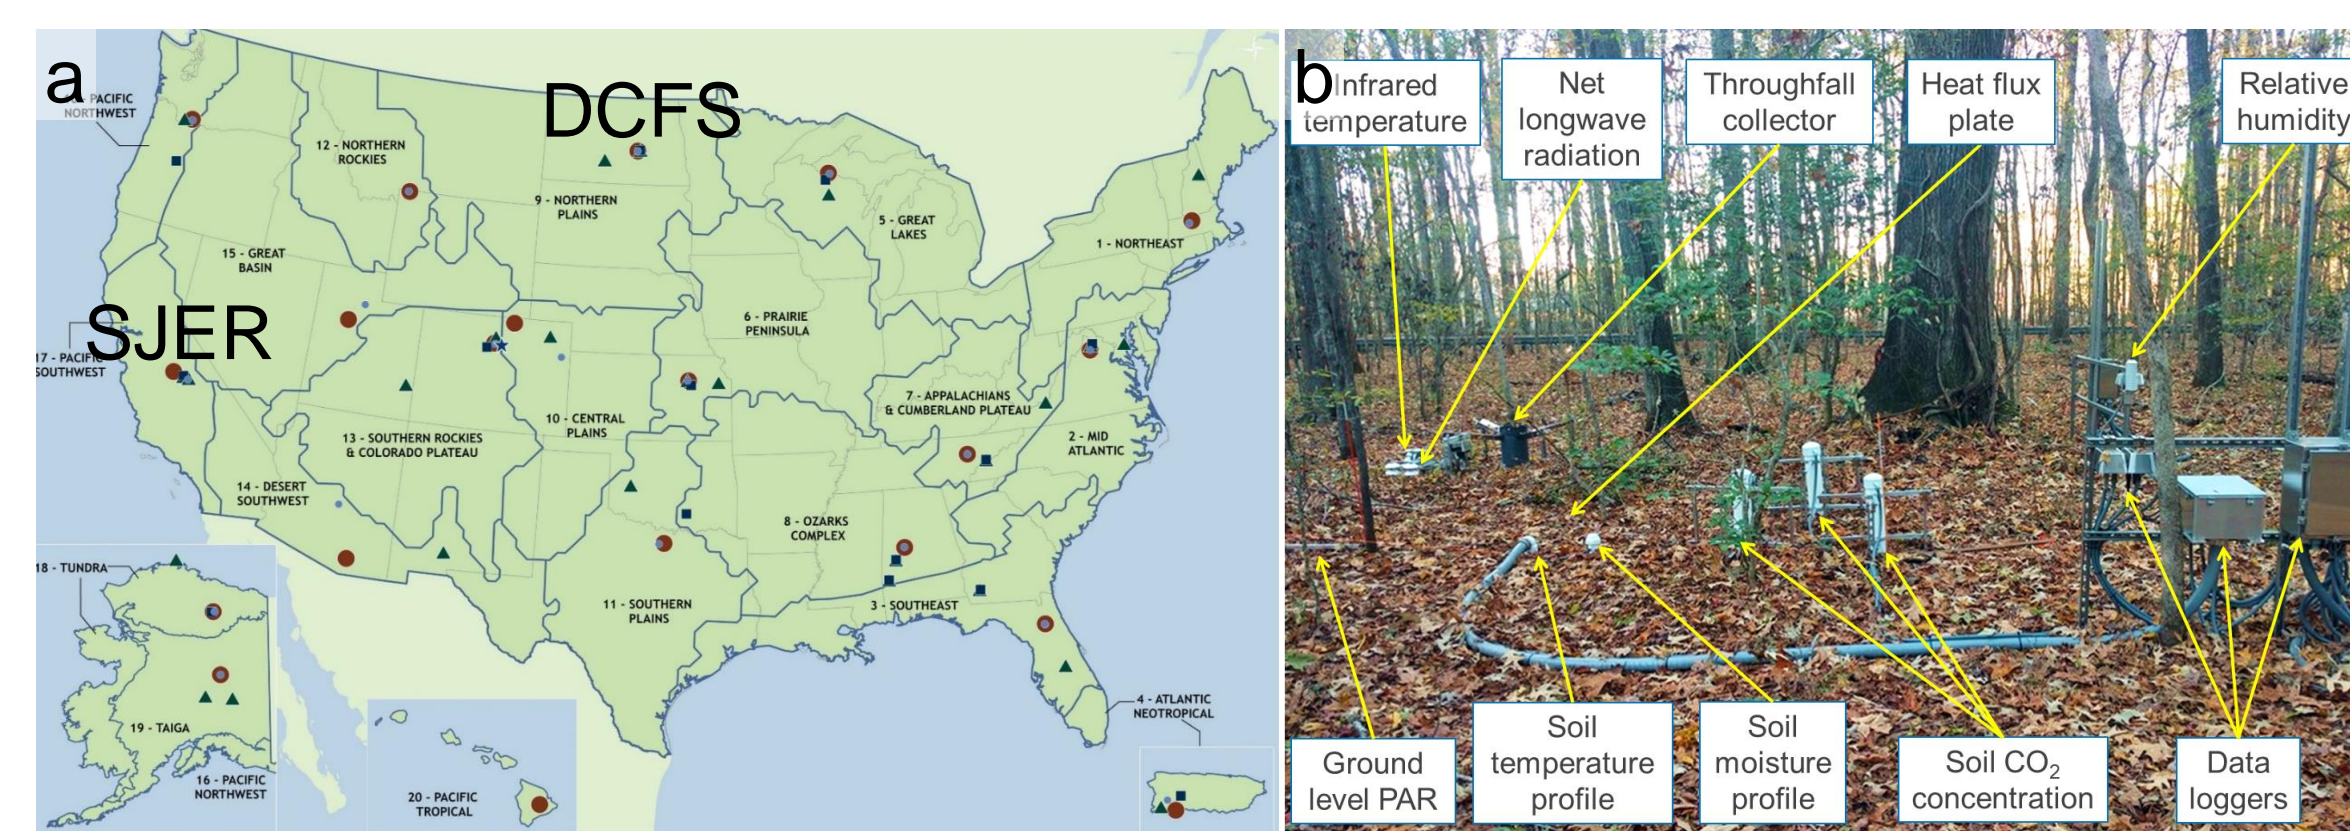 a
DCFS
SJER
PACIFIC
NORTHWEST
12 - NORTHERN
ROCKIES
9 - NORTHERN
PLAINS
5 - GREAT
LAKES
1 - NORTHEAST
15 - GREAT
BASIN
6 - PRAIRIE
PENINSULA
17 - PACIFIC
SOUTHWEST
7 - APPALACHIANS
& CUMBERLAND PLATEAU
10 - CENTRAL
PLAINS
13 - SOUTHERN ROCKIES
& COLORADO PLATEAU
2 - MID
ATLANTIC
14 - DESERT
SOUTHWEST
8 - OZARKS
COMPLEX
18 - TUNDRA
11 - SOUTHERN
PLAINS
3 - SOUTHEAST
4 - ATLANTIC
NEOTROPICAL
19 - TAIGA
16 - PACIFIC
NORTHWEST
20 - PACIFIC
TROPICAL
b
Infrared
temperature
Net
longwave
radiation
Throughfall
collector
Heat flux
plate
Relative
humidity
Ground
level PAR
Soil
temperature
profile
Soil
moisture
profile
Soil CO₂
concentration
Data
loggers